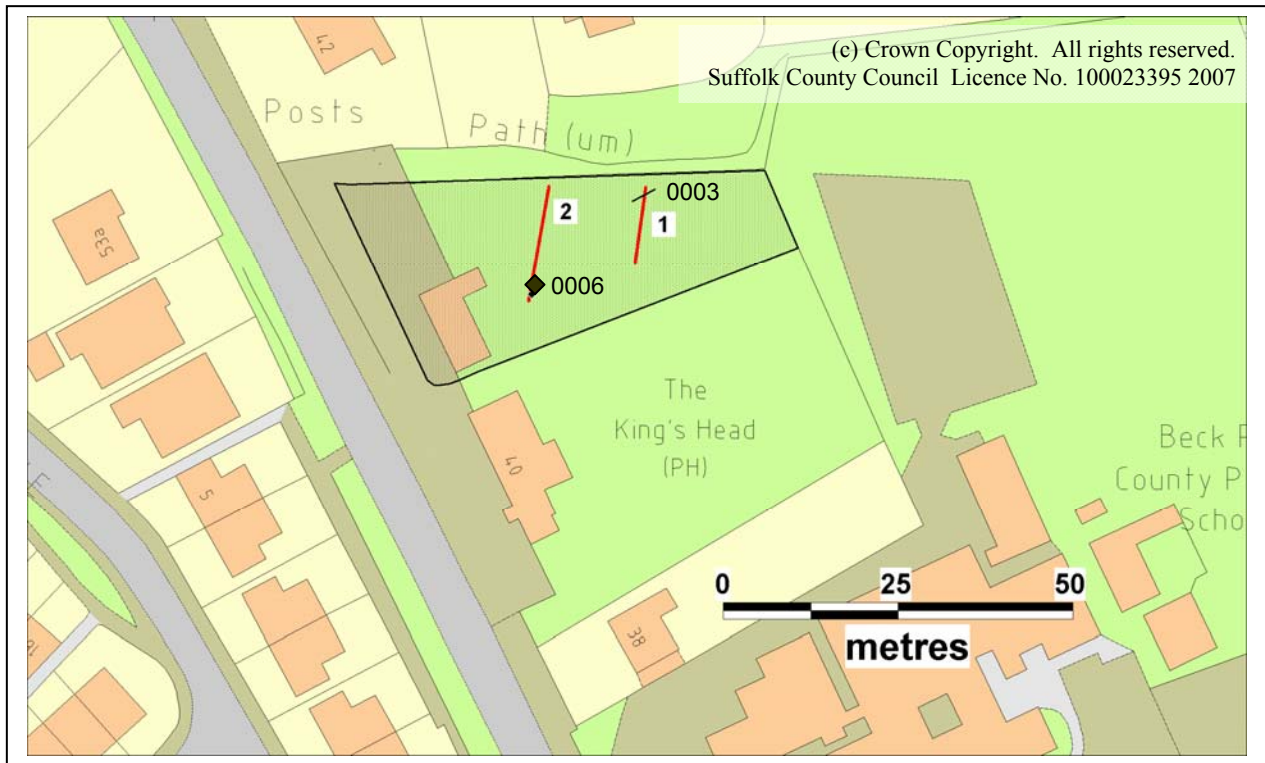 (c) Crown Copyright. All rights reserved.
Suffolk County Council Licence No. 100023395 2007
42
Posts
Path (um)
0003
2
1
53a
0006
The
King's Head
(PH)
40
5
Beck
County P
Scho
38
0 25 50
metres